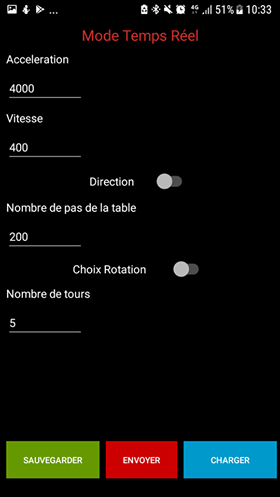 ... 4G 51% 10:33
Mode Temps Réel
Acceleration
4000
Vitesse
400
Direction
Nombre de pas de la table
200
Choix Rotation
Nombre de tours
5
SAUVEGARDER ENVOYER CHARGER